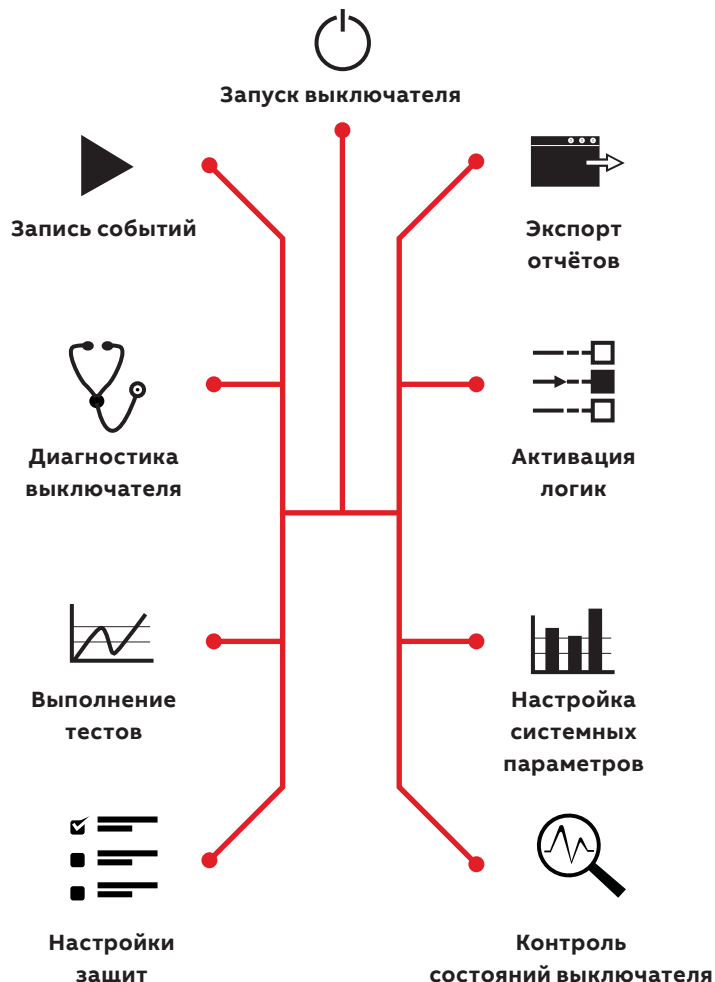 Запуск выключателя
Запись событий
Экспорт
отчётов
Диагностика
выключателя
Активация
логик
Выполнение
тестов
Настройка
системных
параметров
Настройки
защит
Контроль
состояний выключателя